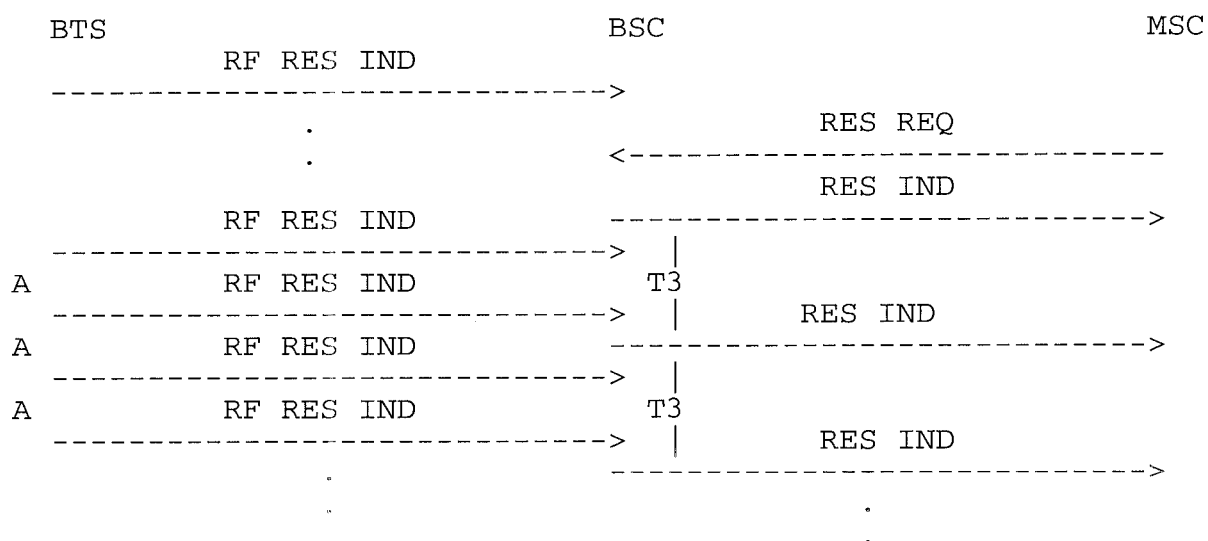 BTS BSC MSC
RF RES IND
------------------------------>
. RES REQ
. <-----------------------------
RES IND
RF RES IND ----------------------------->
------------------------------> |
A RF RES IND T3
------------------------------> | RES IND
A RF RES IND ----------------------------->
------------------------------> |
A RF RES IND T3
------------------------------> | RES IND
. ----------------------------->
. .
.